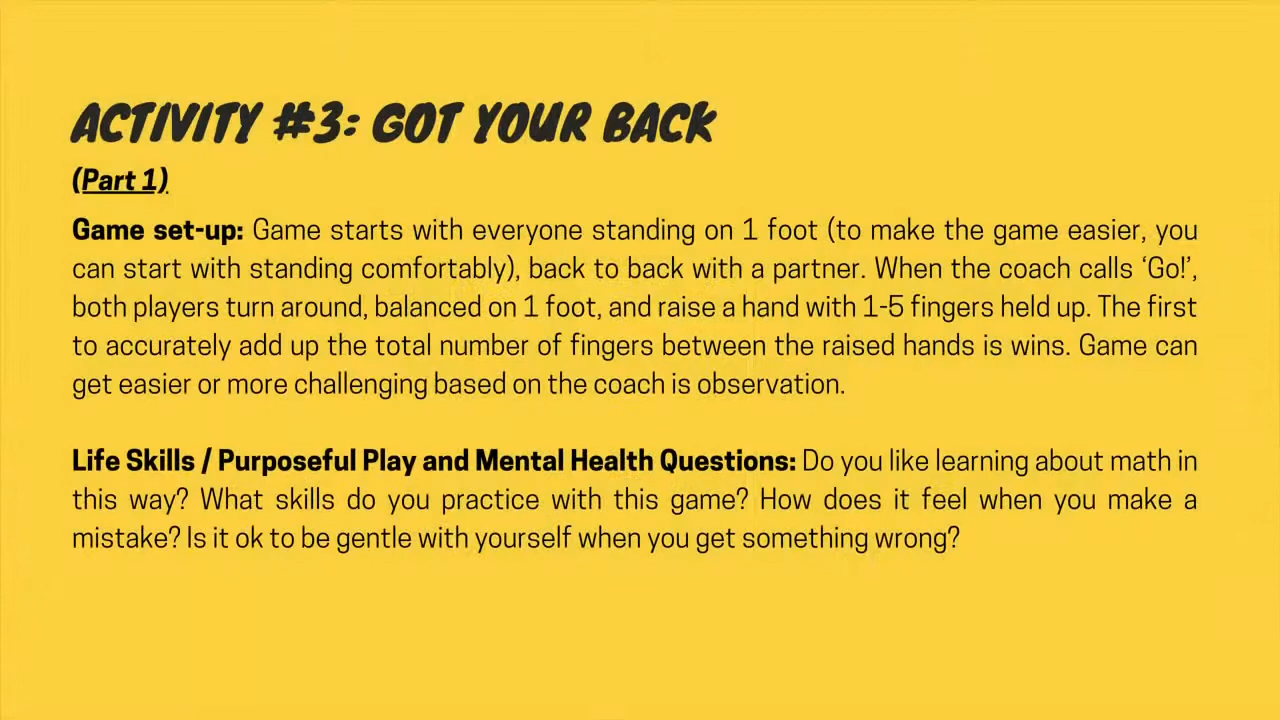 ACTIVITY #3: GOT YOUR BACK
(Part 1)
Game set-up: Game starts with everyone standing on 1 foot (to make the game easier, you
can start with standing comfortably), back to back with a partner. When the coach calls ‘Go!’,
both players turn around, balanced on 1 foot, and raise a hand with 1-5 fingers held up. The first
to accurately add up the total number of fingers between the raised hands is wins. Game can
get easier or more challenging based on the coach is observation.
Life Skills / Purposeful Play and Mental Health Questions: Do you like learning about math in
this way? What skills do you practice with this game? How does it feel when you make a
mistake? Is it ok to be gentle with yourself when you get something wrong?